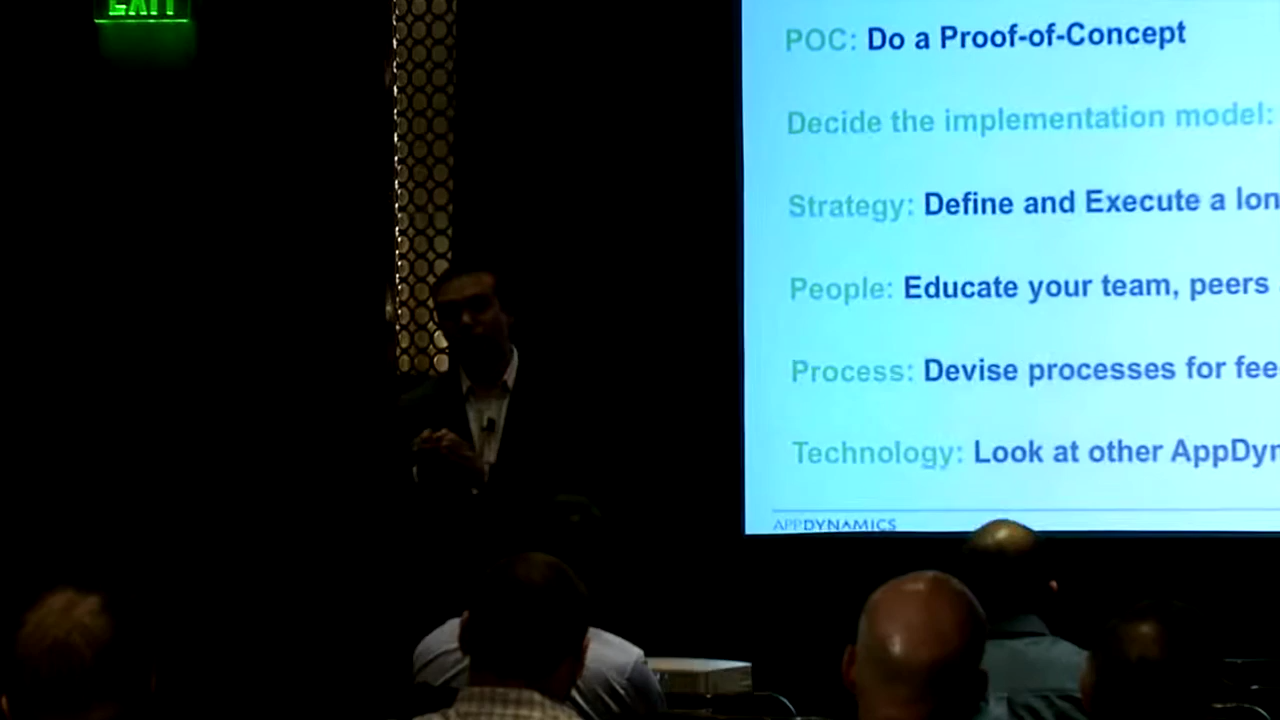 EXIT
POC: Do a Proof-of-Concept
Decide the implementation model:
Strategy: Define and Execute a lon
People: Educate your team, peers
Process: Devise processes for fee
Technology: Look at other AppDyn
APPDYNAMICS